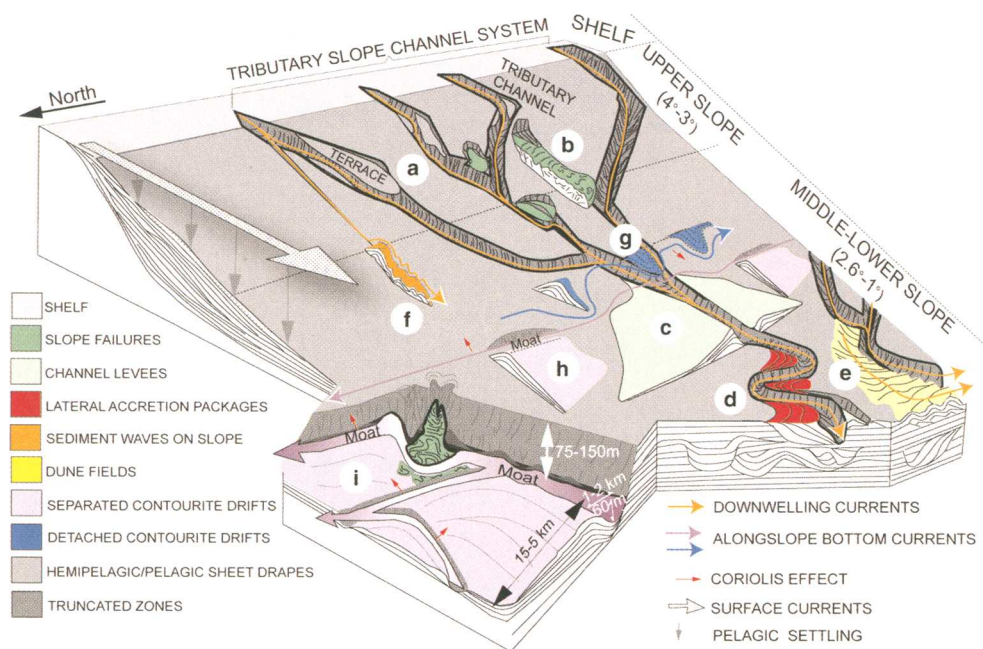 SHELF
TRIBUTARY SLOPE CHANNEL SYSTEM
UPPER SLOPE
(4°-3°)
North
TRIBUTARY
CHANNEL
b
TERRACE
a
MIDDLE-LOWER SLOPE
(2.6°-1°)
g
f
c
Moat
h
e
d
SHELF
SLOPE FAILURES
CHANNEL LEVEES
LATERAL ACCRETION PACKAGES
SEDIMENT WAVES ON SLOPE
DUNE FIELDS
SEPARATED CONTOURITE DRIFTS
DETACHED CONTOURITE DRIFTS
HEMIPELAGIC/PELAGIC SHEET DRAPES
TRUNCATED ZONES
Moat
75-150m
i
Moat
1-2 km
15-5 km
DOWNWELLING CURRENTS
ALONGSLOPE BOTTOM CURRENTS
CORIOLIS EFFECT
SURFACE CURRENTS
PELAGIC SETTLING